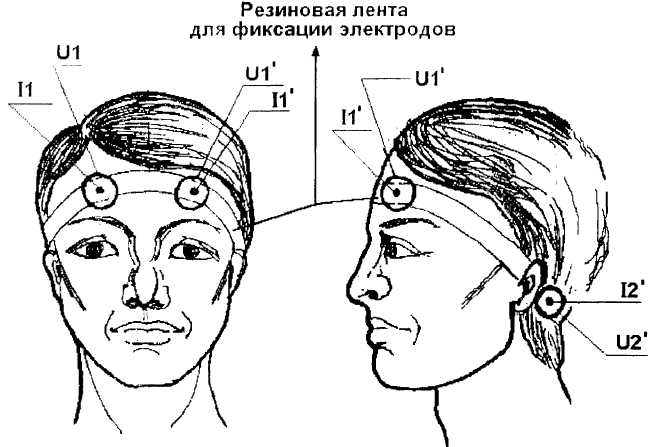 Резиновая лента
для фиксации электродов
U1
I1
U1'
I1'
U1'
I1'
I2'
U2'